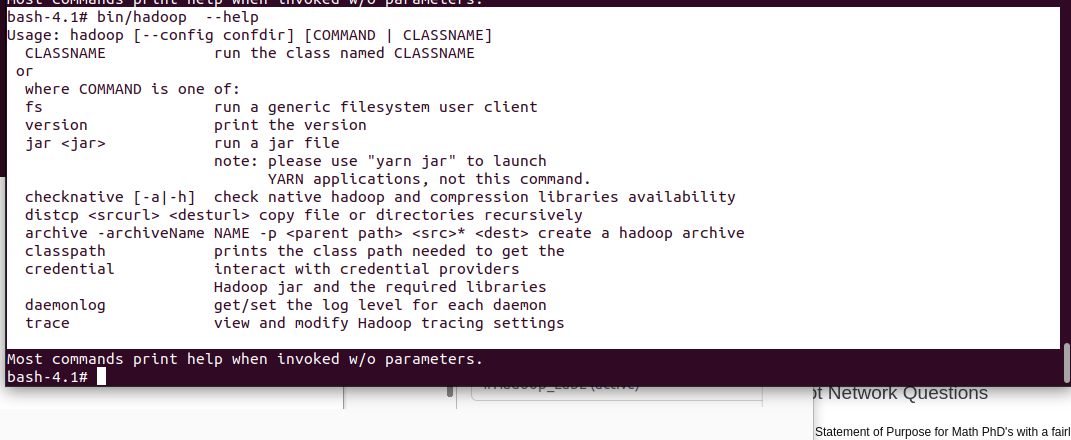 Most commands print help when invoked w/o parameters.
bash-4.1# bin/hadoop  --help
Usage: hadoop [--config confdir] [COMMAND | CLASSNAME]
  CLASSNAME            run the class named CLASSNAME
 or
  where COMMAND is one of:
  fs                   run a generic filesystem user client
  version              print the version
  jar <jar>            run a jar file
                       note: please use "yarn jar" to launch
                             YARN applications, not this command.
  checknative [-a|-h]  check native hadoop and compression libraries availability
  distcp <srcurl> <desturl> copy file or directories recursively
  archive -archiveName NAME -p <parent path> <src>* <dest> create a hadoop archive
  classpath            prints the class path needed to get the
  credential           interact with credential providers
                       Hadoop jar and the required libraries
  daemonlog            get/set the log level for each daemon
  trace                view and modify Hadoop tracing settings
Most commands print help when invoked w/o parameters.
bash-4.1#
(active)
Network Questions
Statement of Purpose for Math PhD's with a